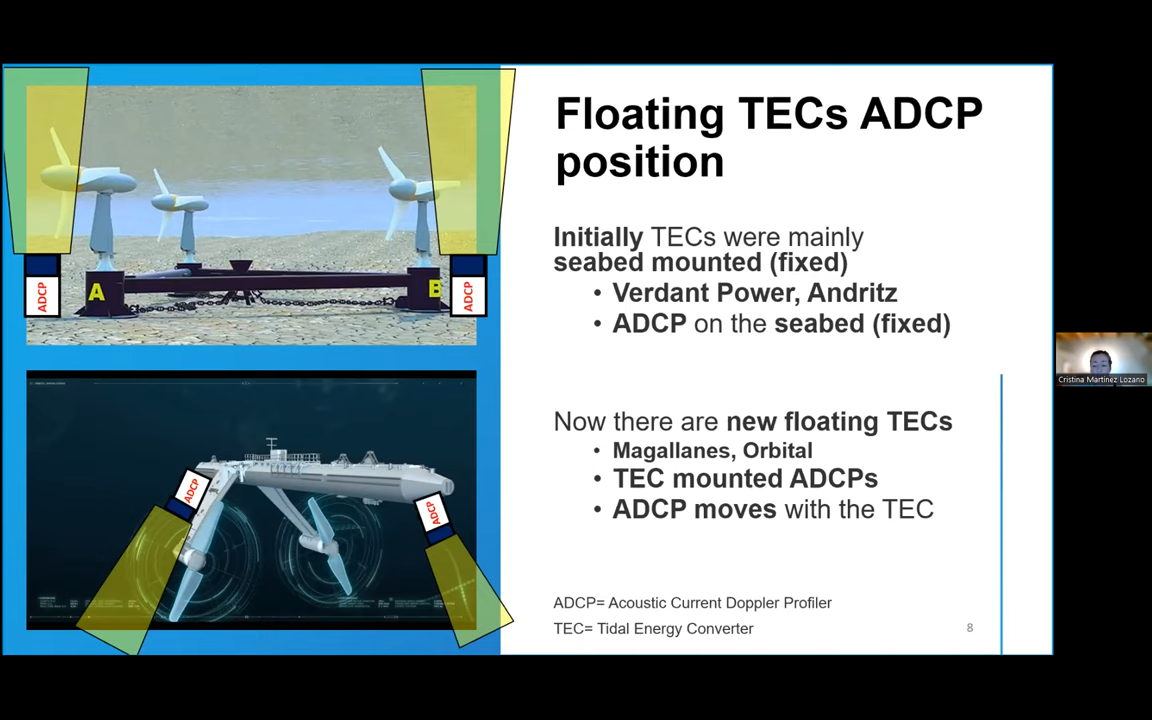 Floating TECs ADCP
position
Initially TECs were mainly
seabed mounted (fixed)
• Verdant Power, Andritz
• ADCP on the seabed (fixed)
Now there are new floating TECs
• Magallanes, Orbital
• TEC mounted ADCPs
• ADCP moves with the TEC
ADCP= Acoustic Current Doppler Profiler
TEC= Tidal Energy Converter
8
ADCP
A
B
ADCP
ADCP
ADCP
Cristina Martínez Lozano